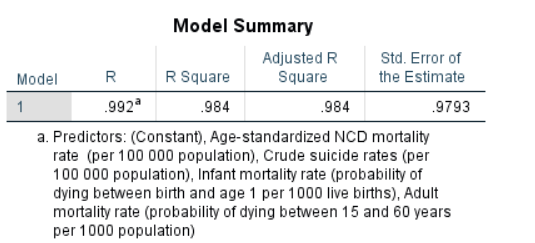 Model Summary
Model R R Square Adjusted R Square Std. Error of the Estimate
1 .992a .984 .984 .9793
a. Predictors: (Constant), Age-standardized NCD mortality
rate (per 100 000 population), Crude suicide rates (per
100 000 population), Infant mortality rate (probability of
dying between birth and age 1 per 1000 live births), Adult
mortality rate (probability of dying between 15 and 60 years
per 1000 population)